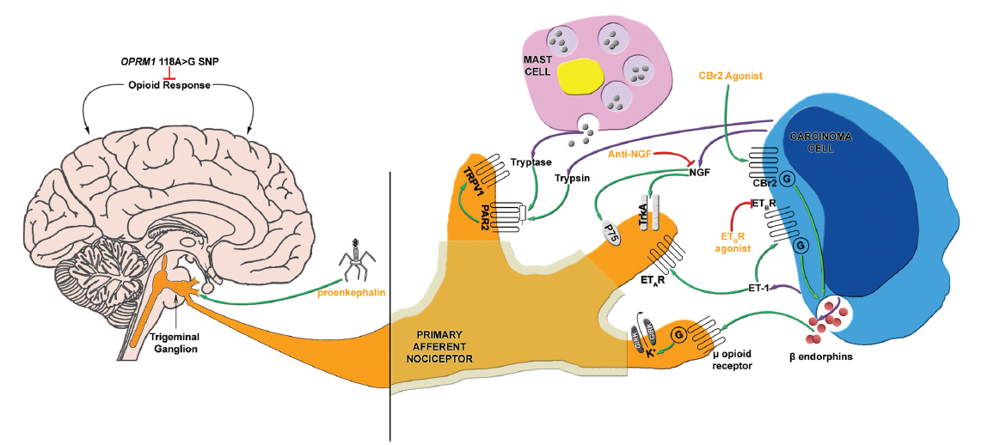 OPRM1 118A>G SNP
Opioid Response
proenkephalin
Trigeminal
Ganglion
PRIMARY
AFFERENT
NOCICEPTOR
MAST
CELL
Tryptase
Trypsin
TRPV1
PAR2
Anti-NGF
NGF
P75
TrkA
ETAR
CBr2 Agonist
CARCINOMA
CELL
CBr2
G
ETBR
ETBR
agonist
G
ET-1
GIRK
GIRK
K+
G
μ opioid
receptor
β endorphins